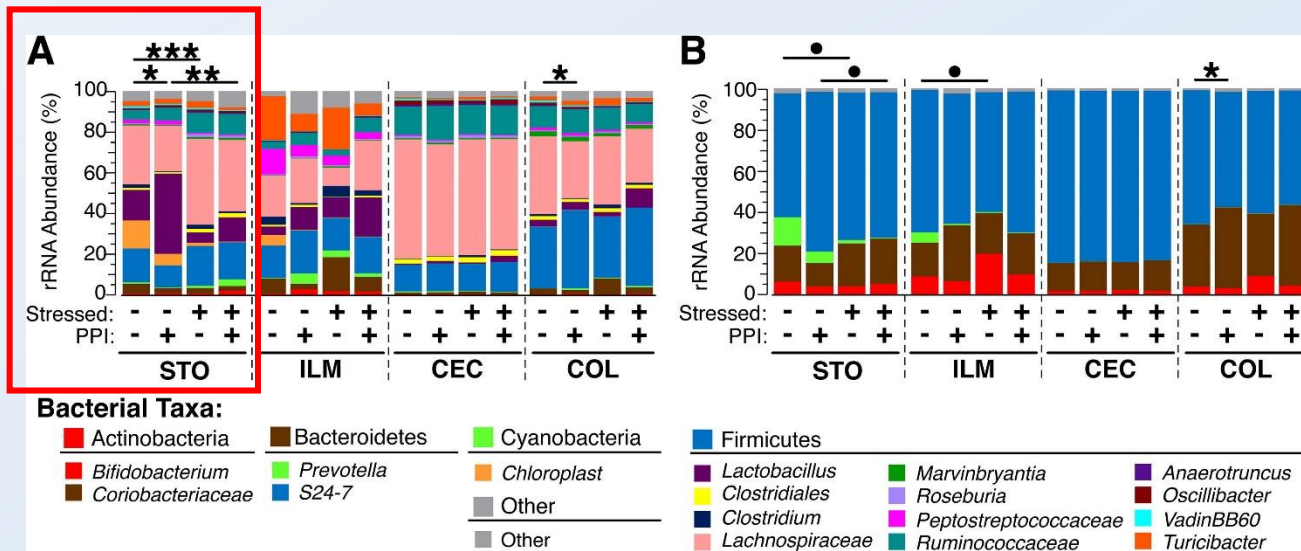 A
B
*** 
* ** 
*
*
rRNA Abundance (%)
100
80
60
40
20
0
Stressed: - - + + - - + + - - + + - - + +
PPI: - + - + - + - + - + - + - + - +
STO ILM CEC COL
rRNA Abundance (%)
100
80
60
40
20
0
Stressed: - - + + - - + + - - + + - - + +
PPI: - + - + - + - + - + - + - + - +
STO ILM CEC COL
Bacterial Taxa:
Actinobacteria
Bifidobacterium
Coriobacteriaceae
Bacteroidetes
Prevotella
S24-7
Cyanobacteria
Chloroplast
Other
Other
Firmicutes
Lactobacillus
Clostridiales
Clostridium
Lachnospiraceae
Marvinbryantia
Roseburia
Peptostreptococcaceae
Ruminococcaceae
Anaerotruncus
Oscillibacter
VadinBB60
Turicibacter